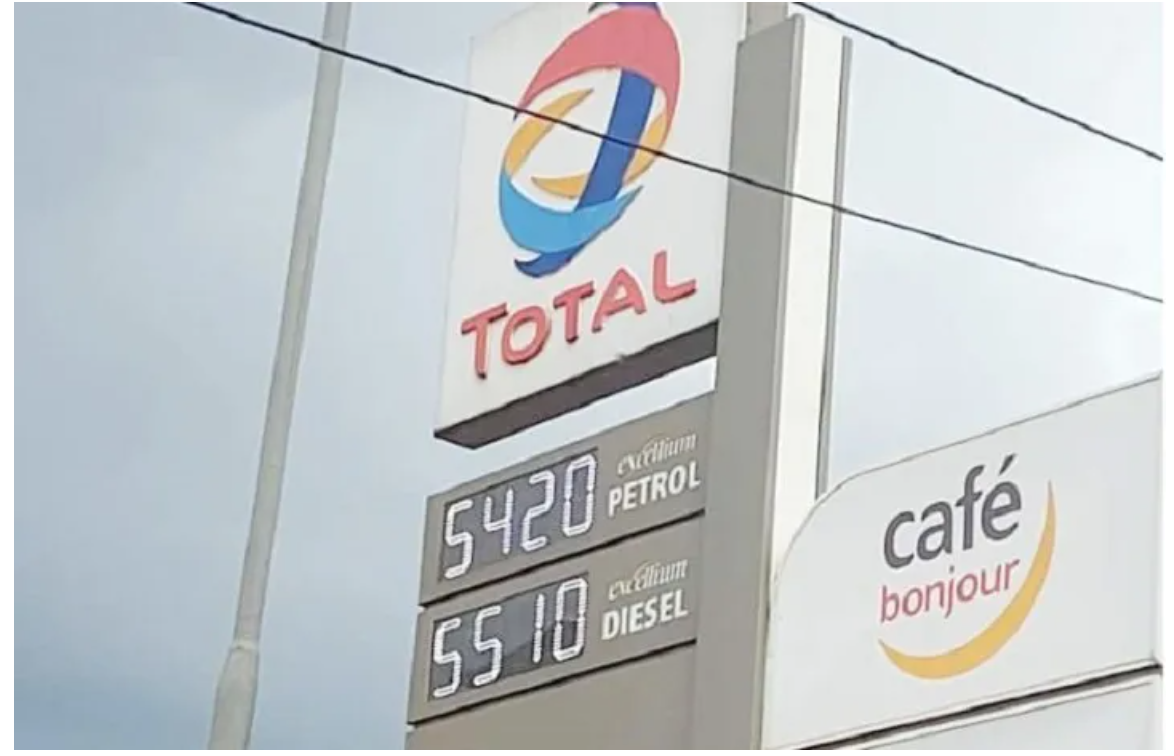 TOTAL
5420
excellium
PETROL
5510
excellium
DIESEL
café
bonjour